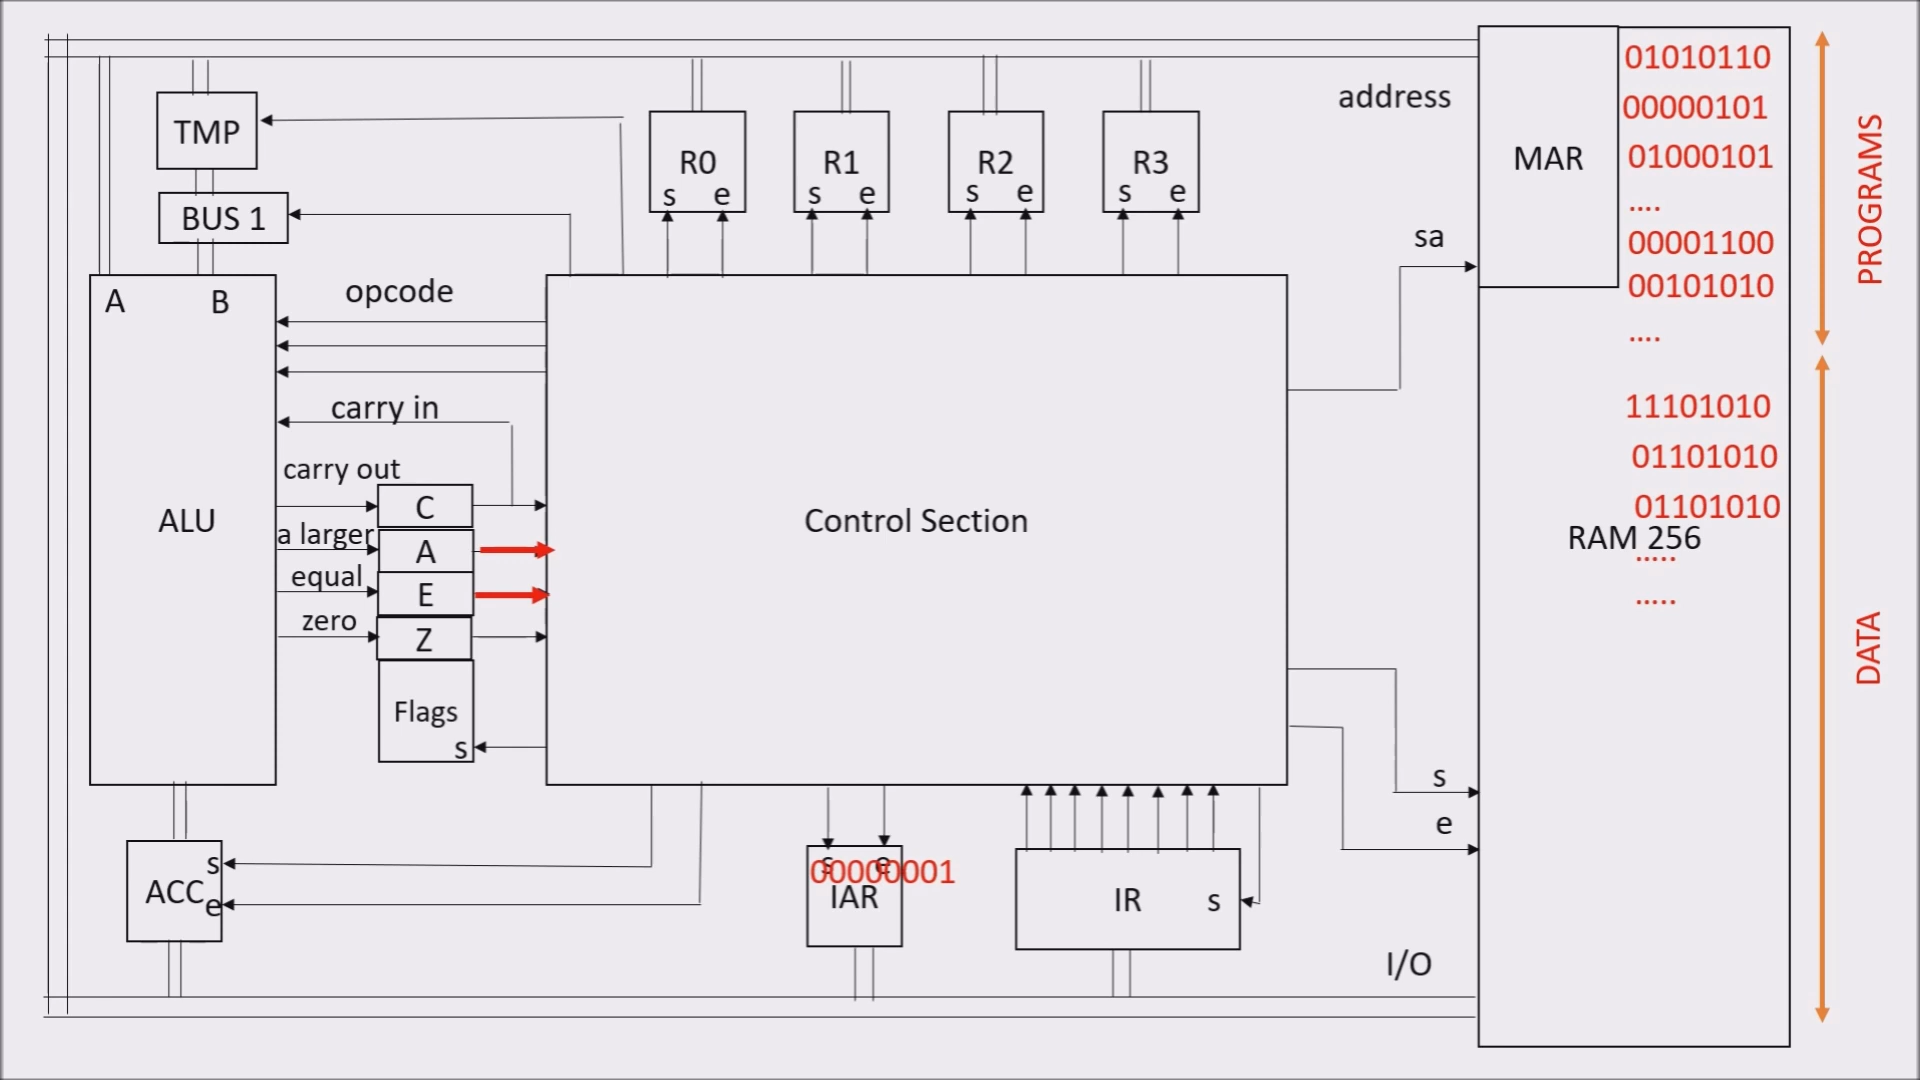 TMP
BUS 1
R0
s e
R1
s e
R2
s e
R3
s e
address
MAR
01010110
00000101
01000101
....
00001100
00101010
....
PROGRAMS
sa
A B
opcode
carry in
carry out
C
a larger
A
equal
E
zero
Z
Flags
s
ALU
Control Section
11101010
01101010
01101010
RAM 256
.....
.....
DATA
s
e
ACC
s
e
s e
00000001
IAR
IR s
I/O